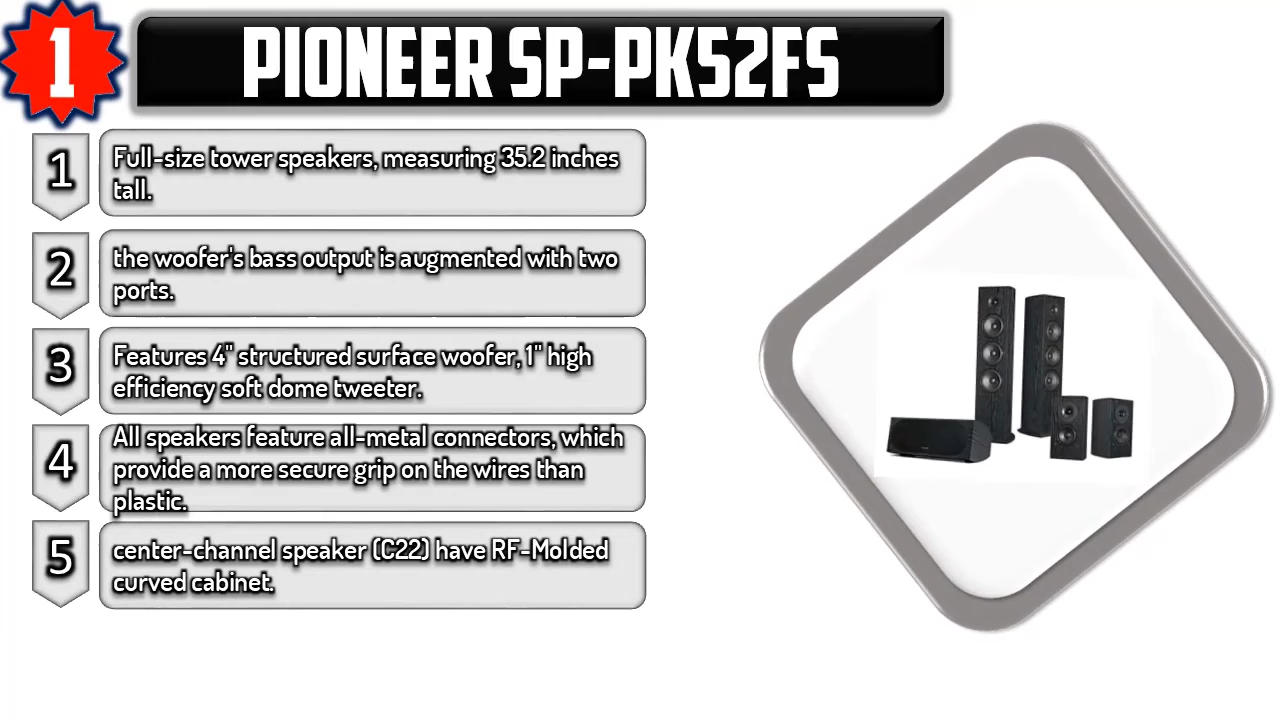 1
PIONEER SP-PK52FS
1
Full-size tower speakers, measuring 35.2 inches
tall.
2
the woofer's bass output is augmented with two
ports.
3
Features 4" structured surface woofer, 1" high
efficiency soft dome tweeter.
4
All speakers feature all-metal connectors, which
provide a more secure grip on the wires than
plastic.
5
center-channel speaker (C22) have RF-Molded
curved cabinet.